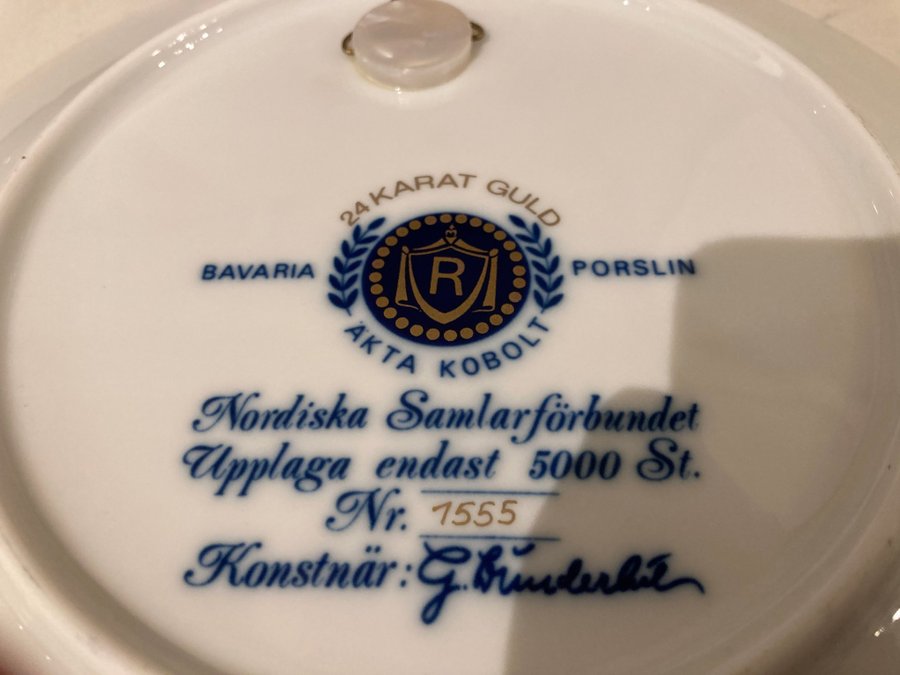 24 KARAT GULD
BAVARIA R PORSLIN
ÄKTA KOBOLT
Nordiska Samlarförbundet
Upplaga endast 5000 St.
Nr. 1555
Konstnär: G.